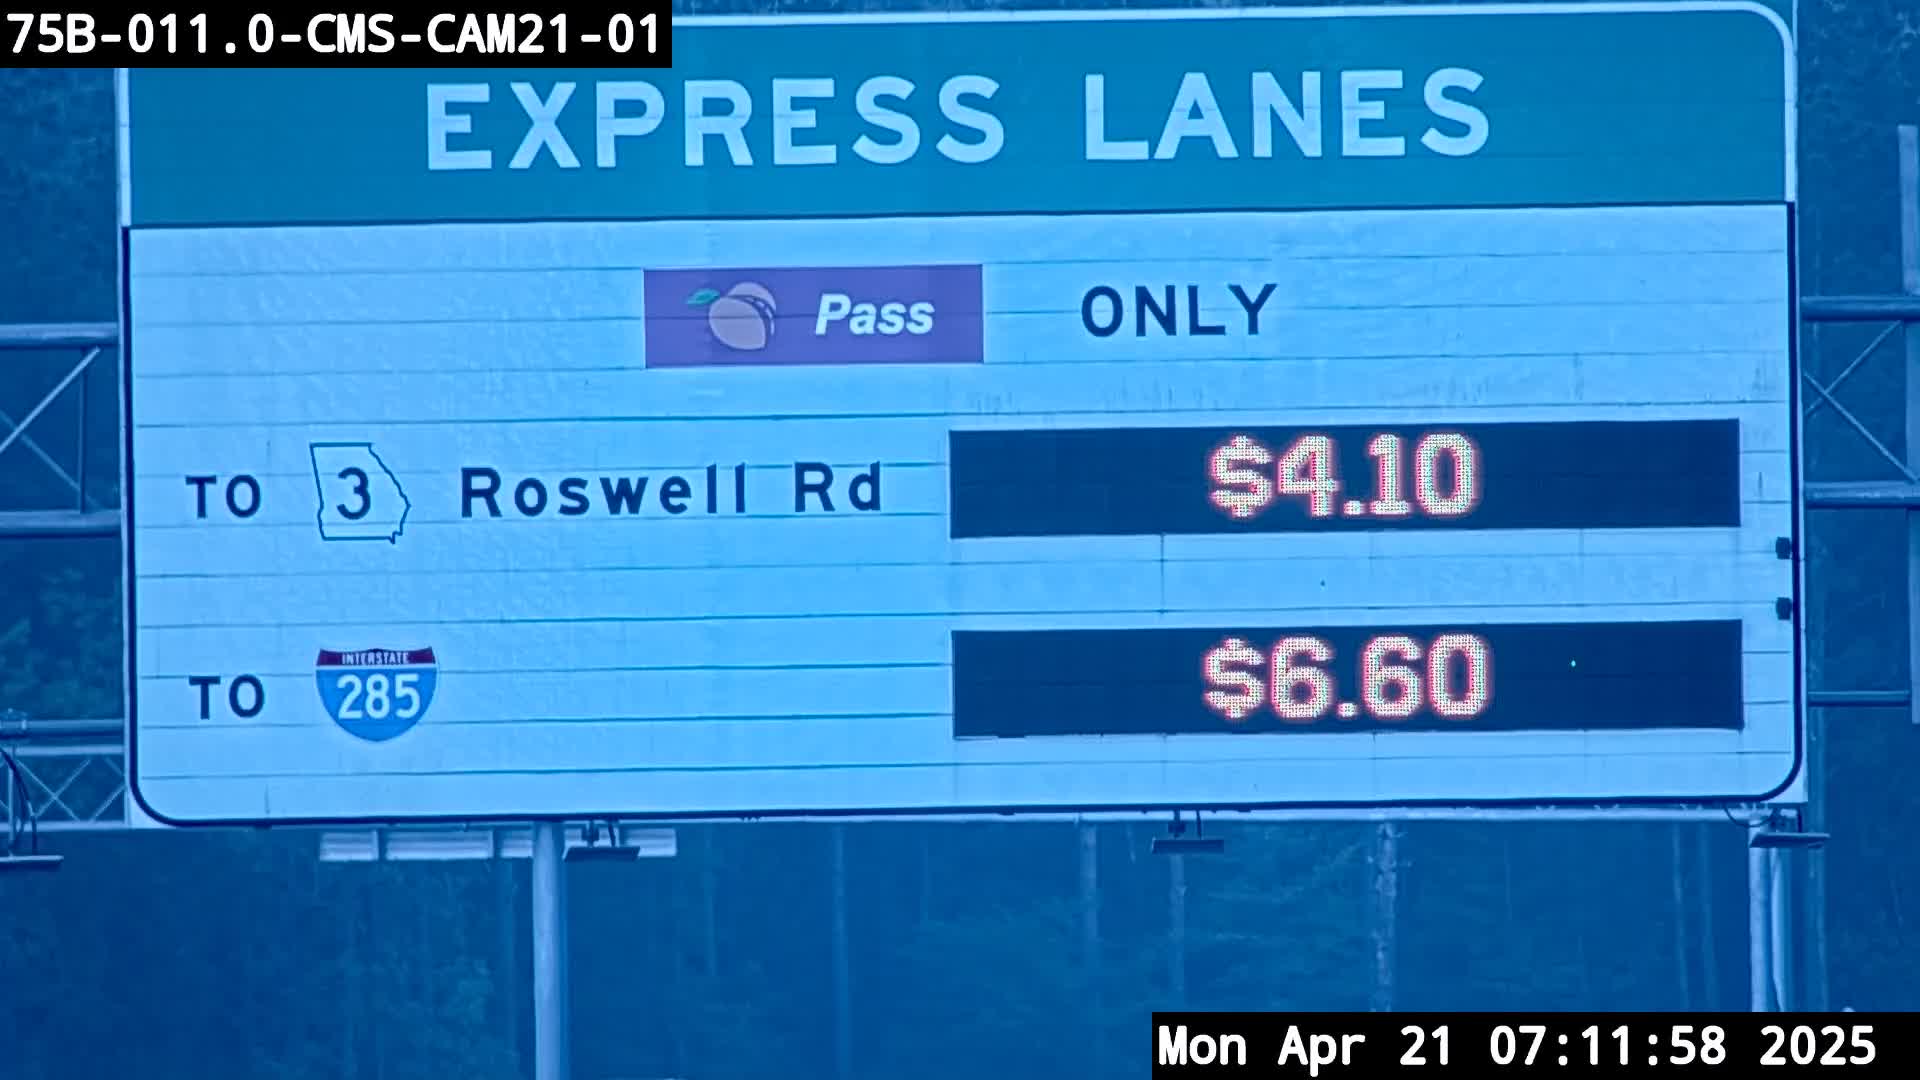 75B-011.0-CMS-CAM21-01
EXPRESS LANES
Pass ONLY
TO 3 Roswell Rd $4.10
INTERSTATE
TO 285 $6.60
Mon Apr 21 07:11:58 2025